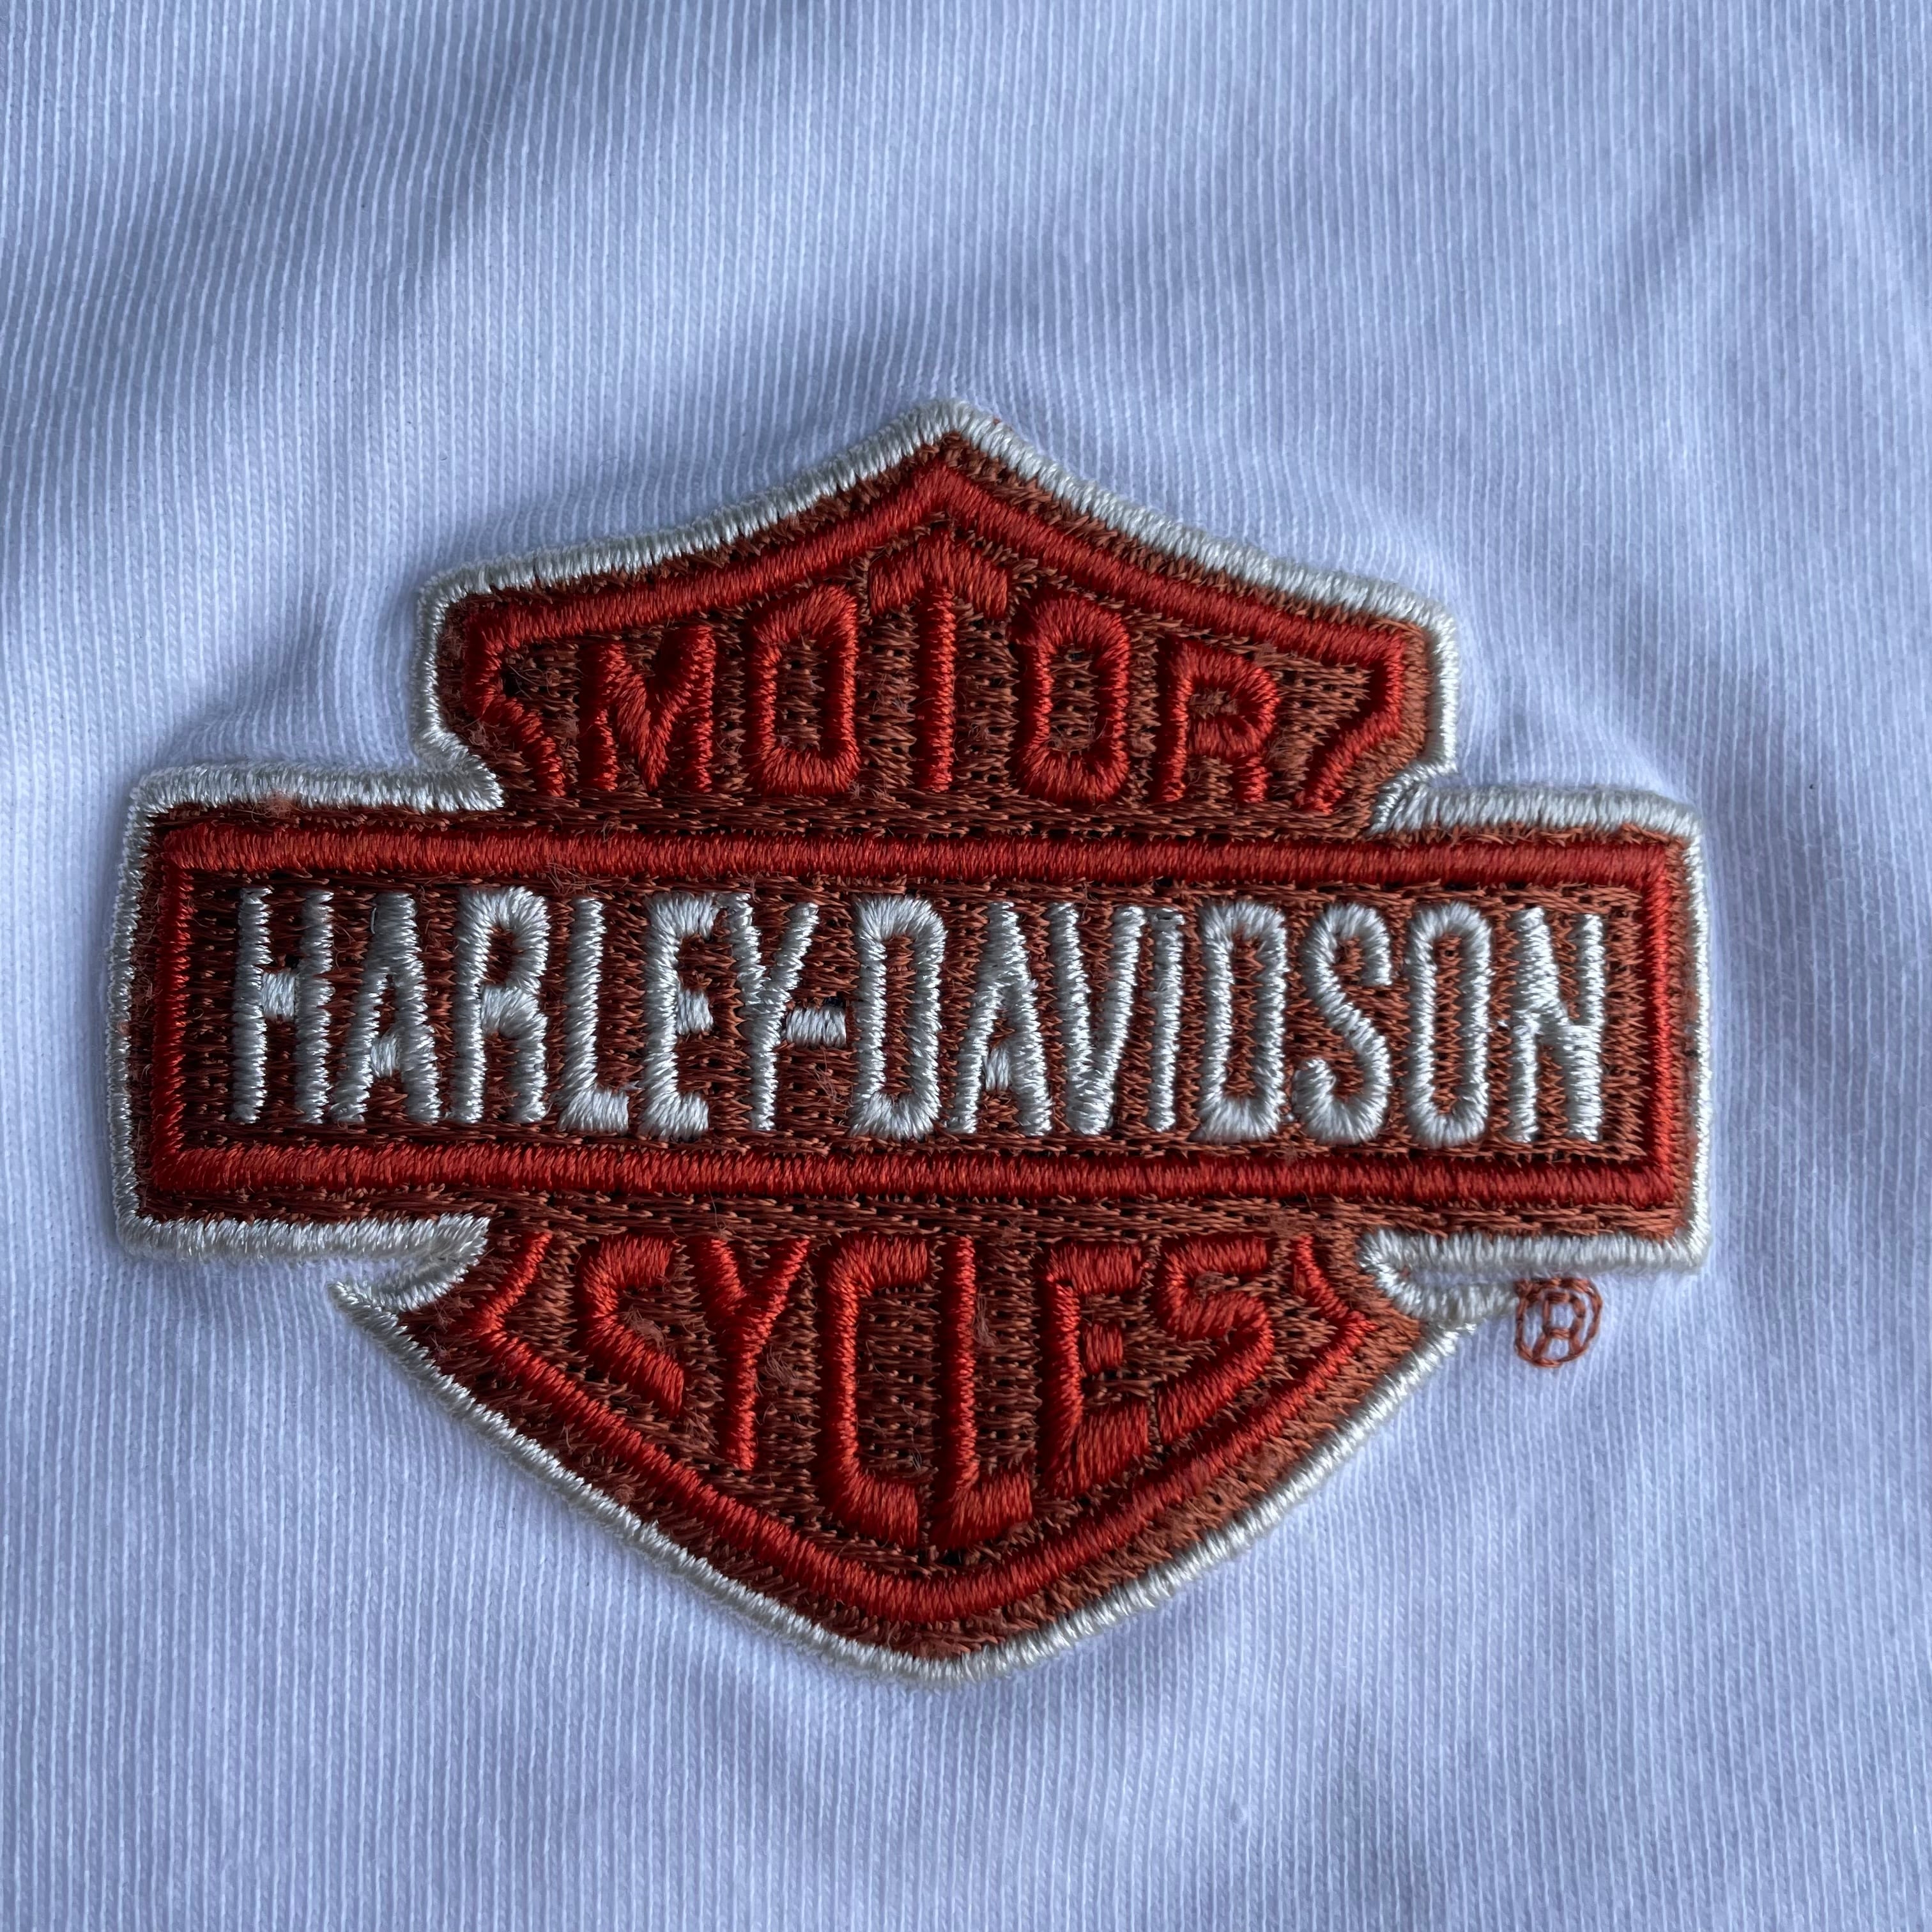 MOTOR
HARLEY-DAVIDSON
CYCLES
®